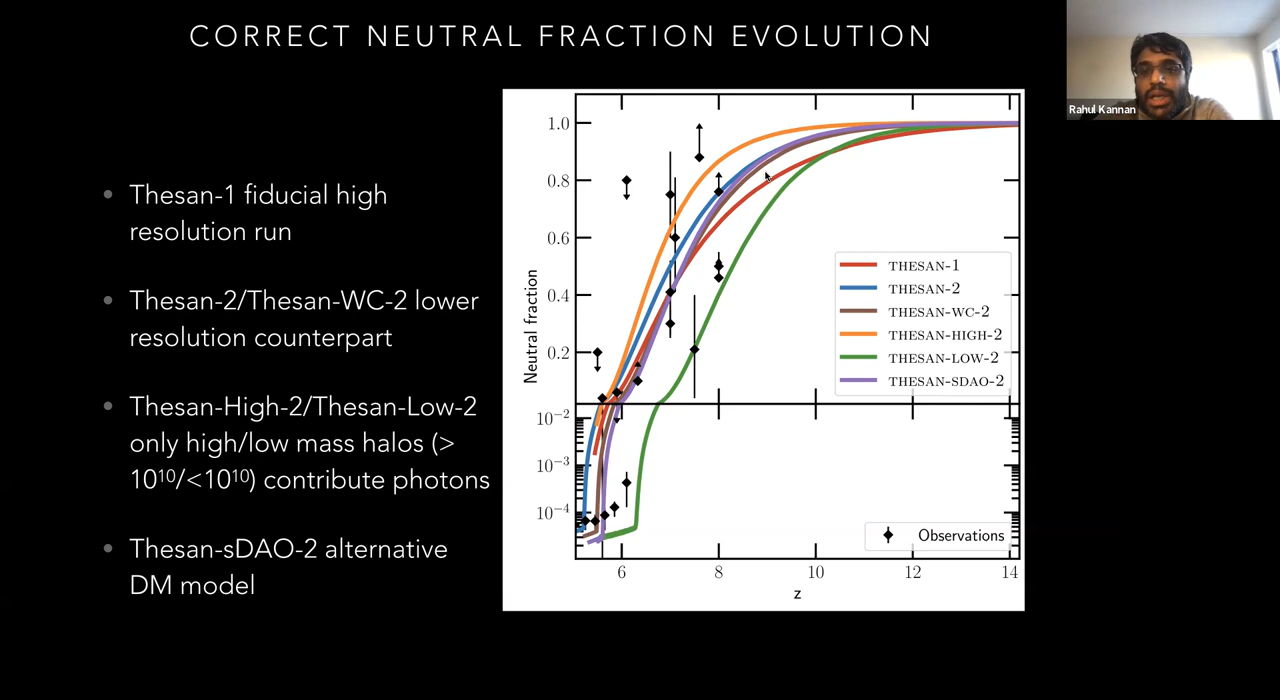 CORRECT NEUTRAL FRACTION EVOLUTION
Rahul Kannan
• Thesan-1 fiducial high
resolution run
• Thesan-2/Thesan-WC-2 lower
resolution counterpart
• Thesan-High-2/Thesan-Low-2
only high/low mass halos (>
10¹⁰/<10¹⁰) contribute photons
• Thesan-sDAO-2 alternative
DM model
Neutral fraction
1.0
0.8
0.6
0.4
0.2
10⁻²
10⁻³
10⁻⁴
THESAN-1
THESAN-2
THESAN-WC-2
THESAN-HIGH-2
THESAN-LOW-2
THESAN-SDAO-2
Observations
6 8 10 12 14
z